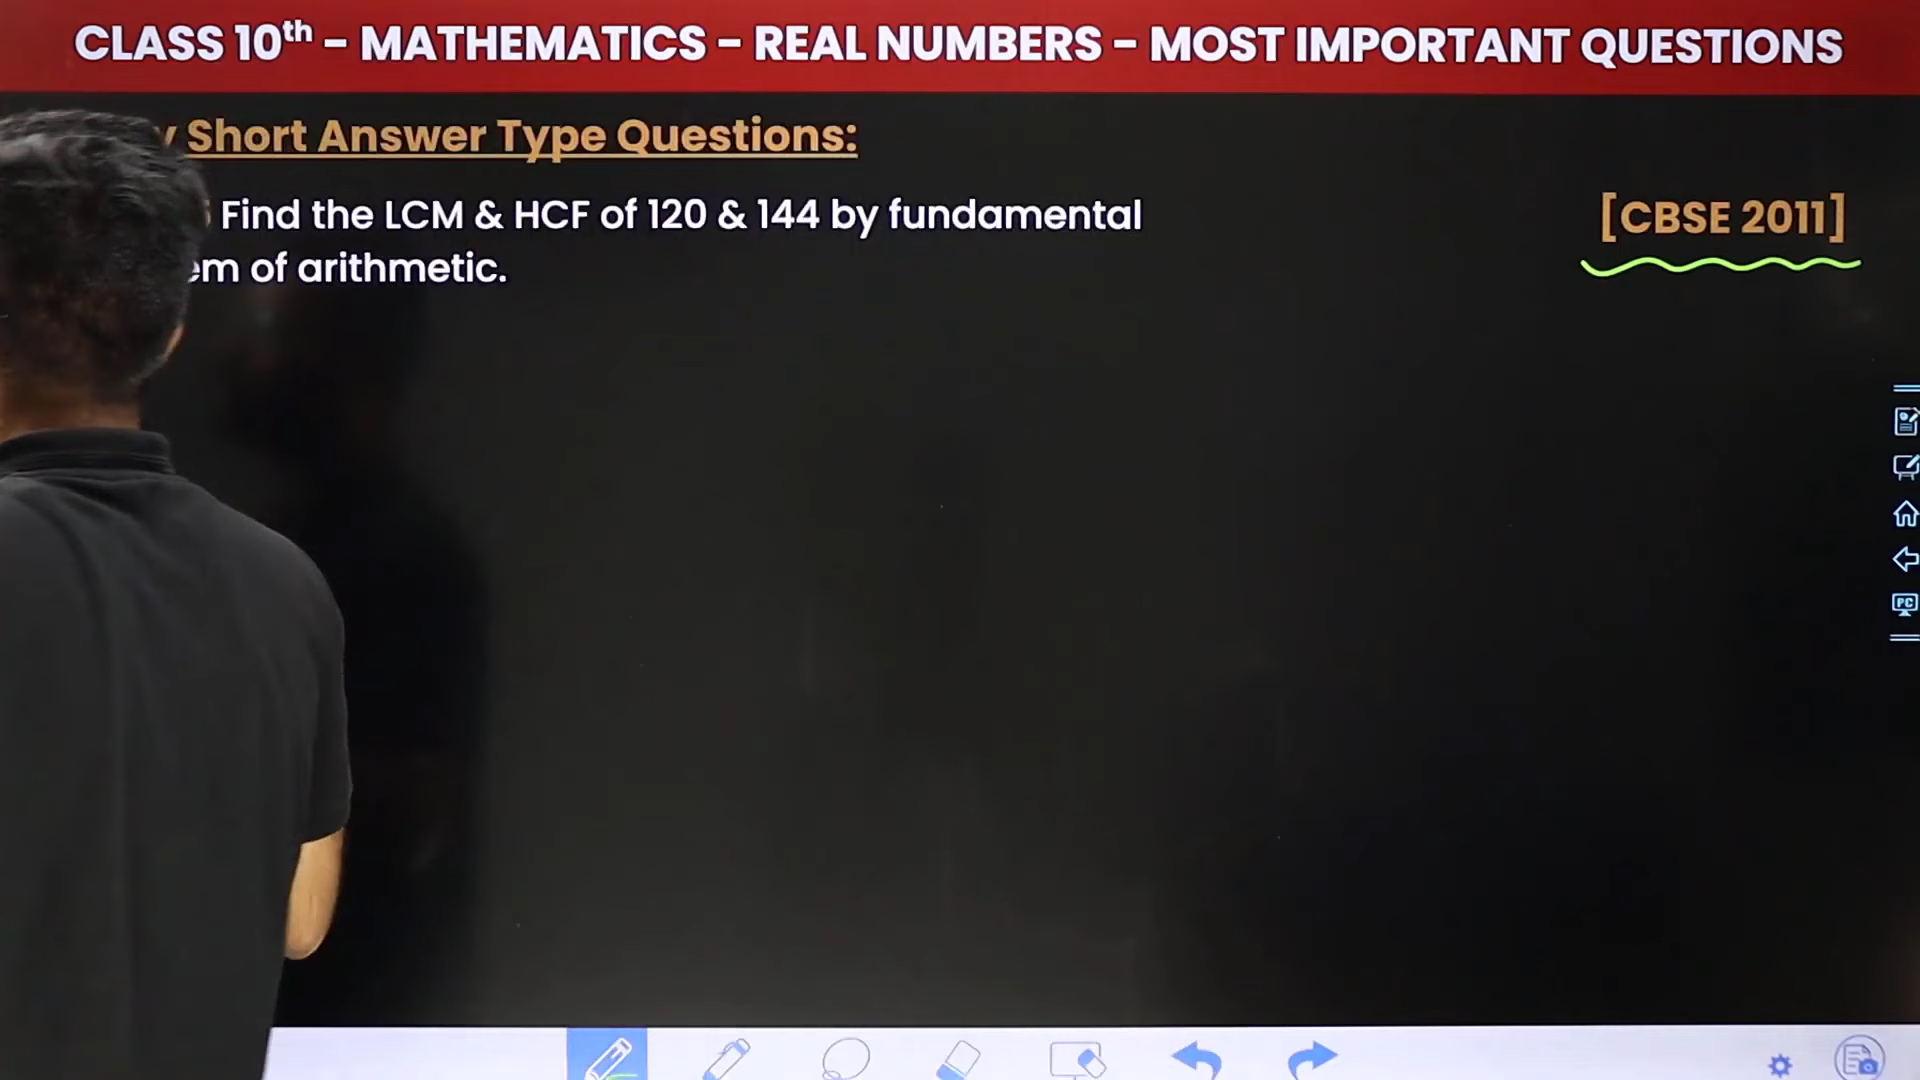 CLASS 10th - MATHEMATICS - REAL NUMBERS - MOST IMPORTANT QUESTIONS
Short Answer Type Questions:
Find the LCM & HCF of 120 & 144 by fundamental
[CBSE 2011]
of arithmetic.
PC